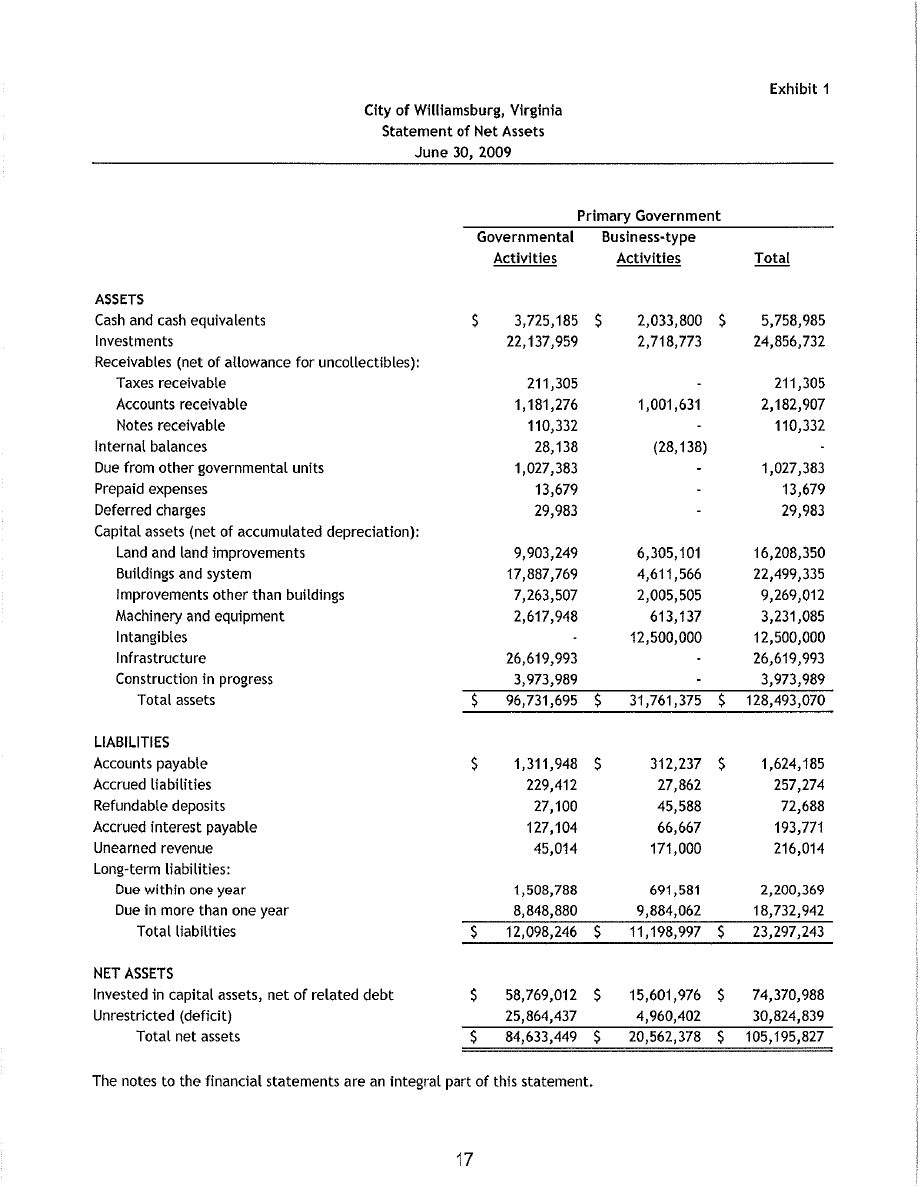 Exhibit 1
City of Williamsburg, Virginia
Statement of Net Assets
June 30, 2009
Primary Government
Governmental Business-type
Activities Activities Total
ASSETS
Cash and cash equivalents $ 3,725,185 $ 2,033,800 $ 5,758,985
Investments 22,137,959 2,718,773 24,856,732
Receivables (net of allowance for uncollectibles):
Taxes receivable 211,305 - 211,305
Accounts receivable 1,181,276 1,001,631 2,182,907
Notes receivable 110,332 - 110,332
Internal balances 28,138 (28,138) -
Due from other governmental units 1,027,383 - 1,027,383
Prepaid expenses 13,679 - 13,679
Deferred charges 29,983 - 29,983
Capital assets (net of accumulated depreciation):
Land and land improvements 9,903,249 6,305,101 16,208,350
Buildings and system 17,887,769 4,611,566 22,499,335
Improvements other than buildings 7,263,507 2,005,505 9,269,012
Machinery and equipment 2,617,948 613,137 3,231,085
Intangibles - 12,500,000 12,500,000
Infrastructure 26,619,993 - 26,619,993
Construction in progress 3,973,989 - 3,973,989
Total assets $ 96,731,695 $ 31,761,375 $ 128,493,070
LIABILITIES
Accounts payable $ 1,311,948 $ 312,237 $ 1,624,185
Accrued liabilities 229,412 27,862 257,274
Refundable deposits 27,100 45,588 72,688
Accrued interest payable 127,104 66,667 193,771
Unearned revenue 45,014 171,000 216,014
Long-term liabilities:
Due within one year 1,508,788 691,581 2,200,369
Due in more than one year 8,848,880 9,884,062 18,732,942
Total liabilities $ 12,098,246 $ 11,198,997 $ 23,297,243
NET ASSETS
Invested in capital assets, net of related debt $ 58,769,012 $ 15,601,976 $ 74,370,988
Unrestricted (deficit) 25,864,437 4,960,402 30,824,839
Total net assets $ 84,633,449 $ 20,562,378 $ 105,195,827
The notes to the financial statements are an integral part of this statement.
17